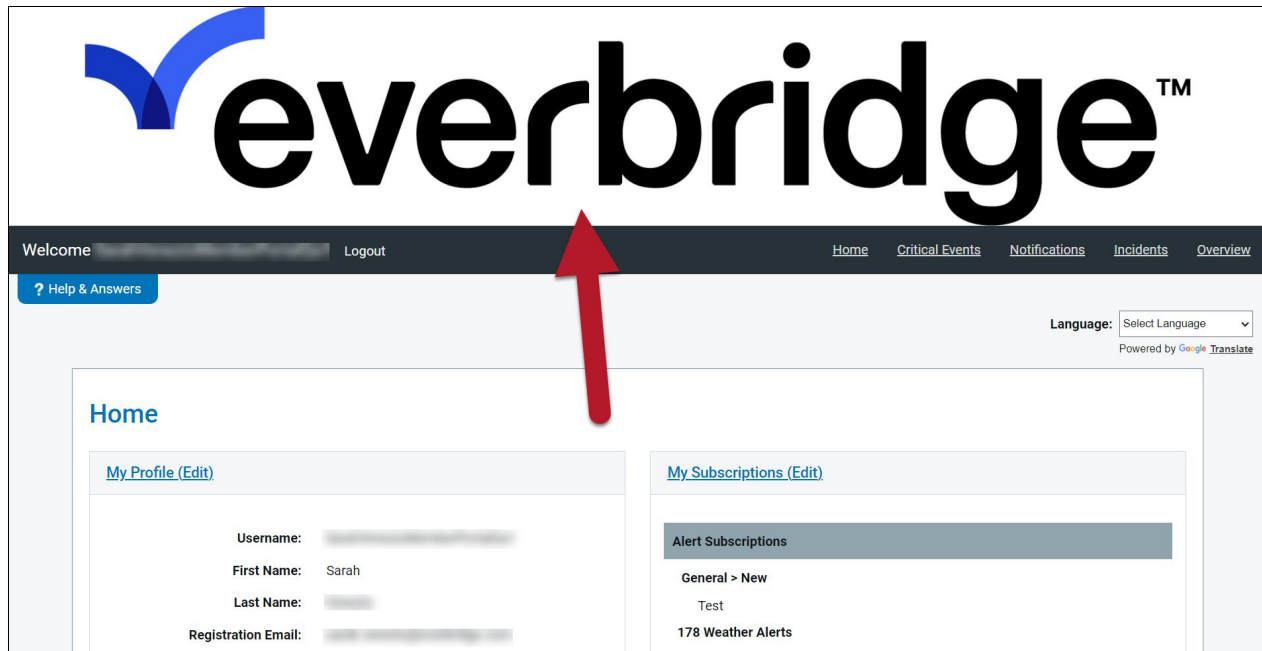 everbridge™
Welcome Logout Home Critical Events Notifications Incidents Overview
? Help & Answers
Language: Select Language
Powered by Google Translate
Home
My Profile (Edit)
My Subscriptions (Edit)
Username:
First Name: Sarah
Last Name:
Registration Email:
Alert Subscriptions
General > New
Test
178 Weather Alerts